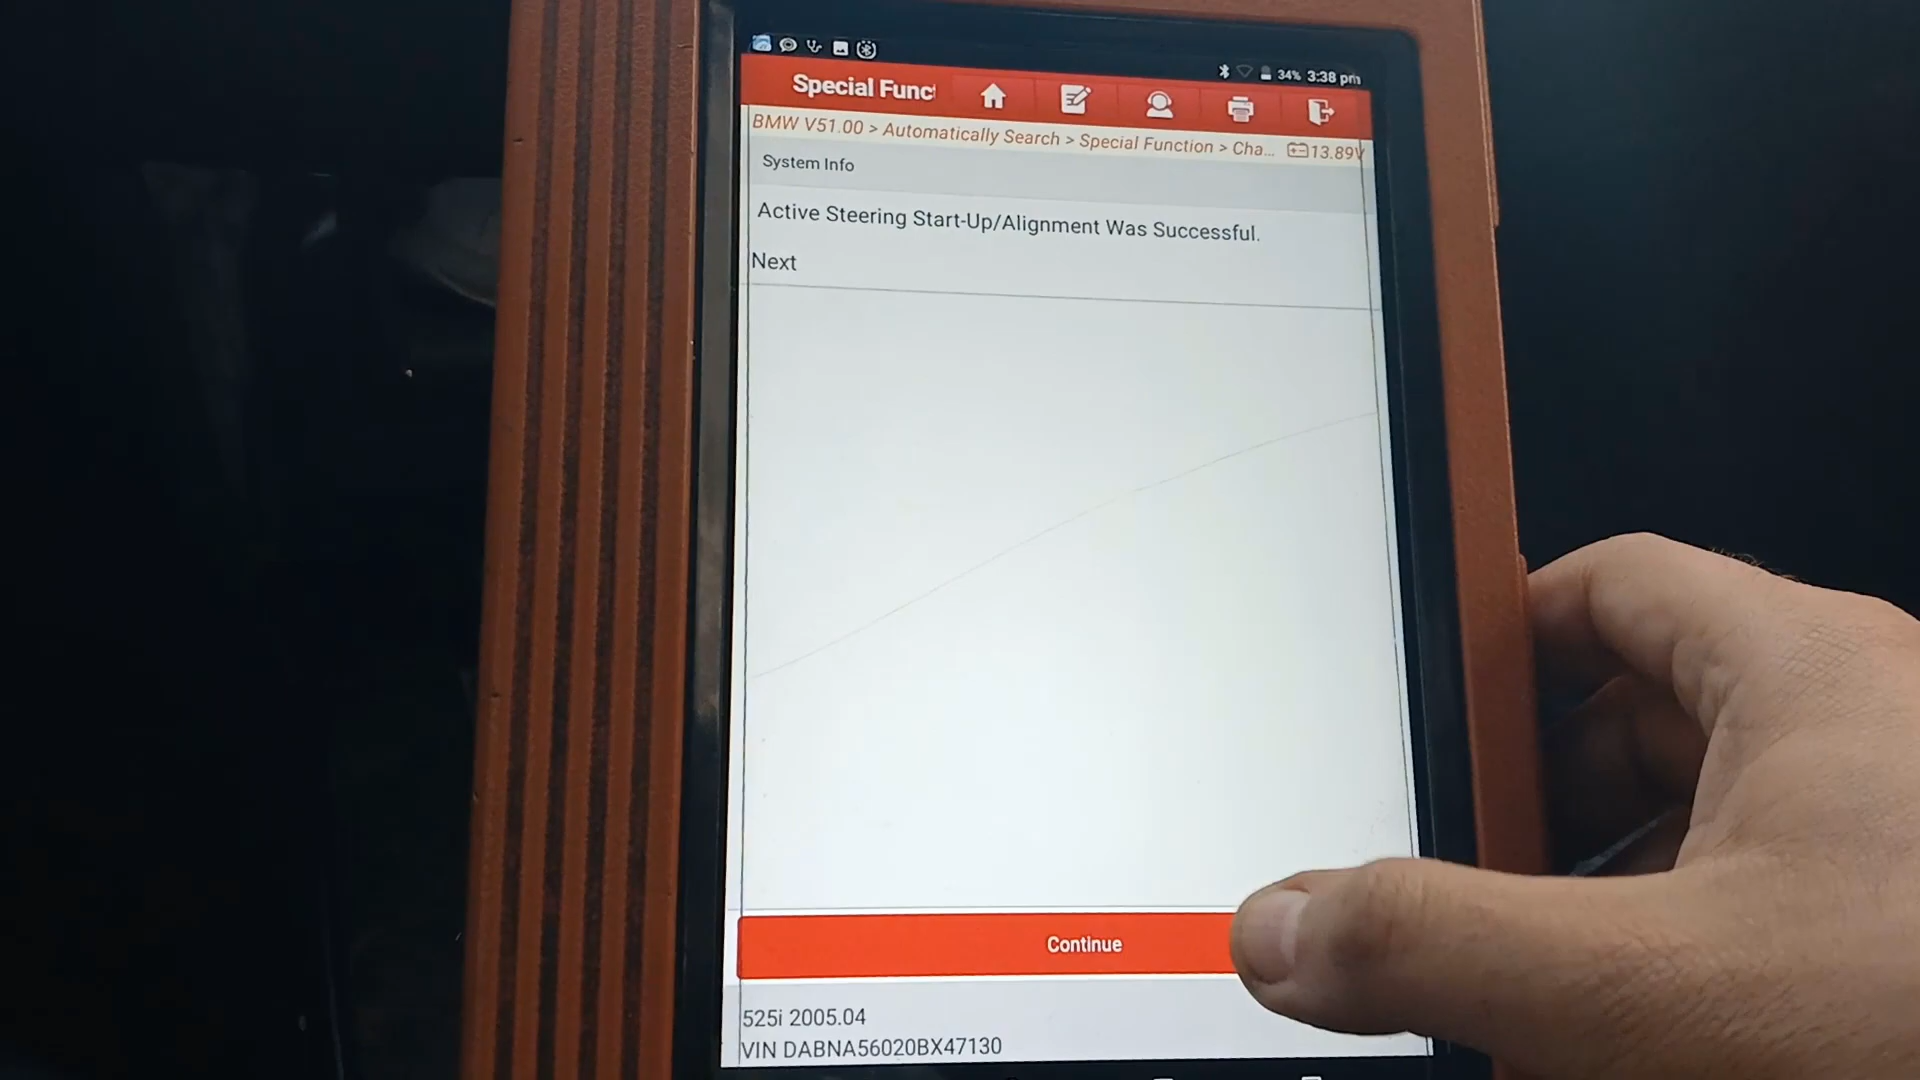 34% 3:38 pm
Special Func
BMW V51.00 > Automatically Search > Special Function > Cha... 13.89V
System Info
Active Steering Start-Up/Alignment Was Successful.
Next
Continue
525i 2005.04
VIN DABNA56020BX47130